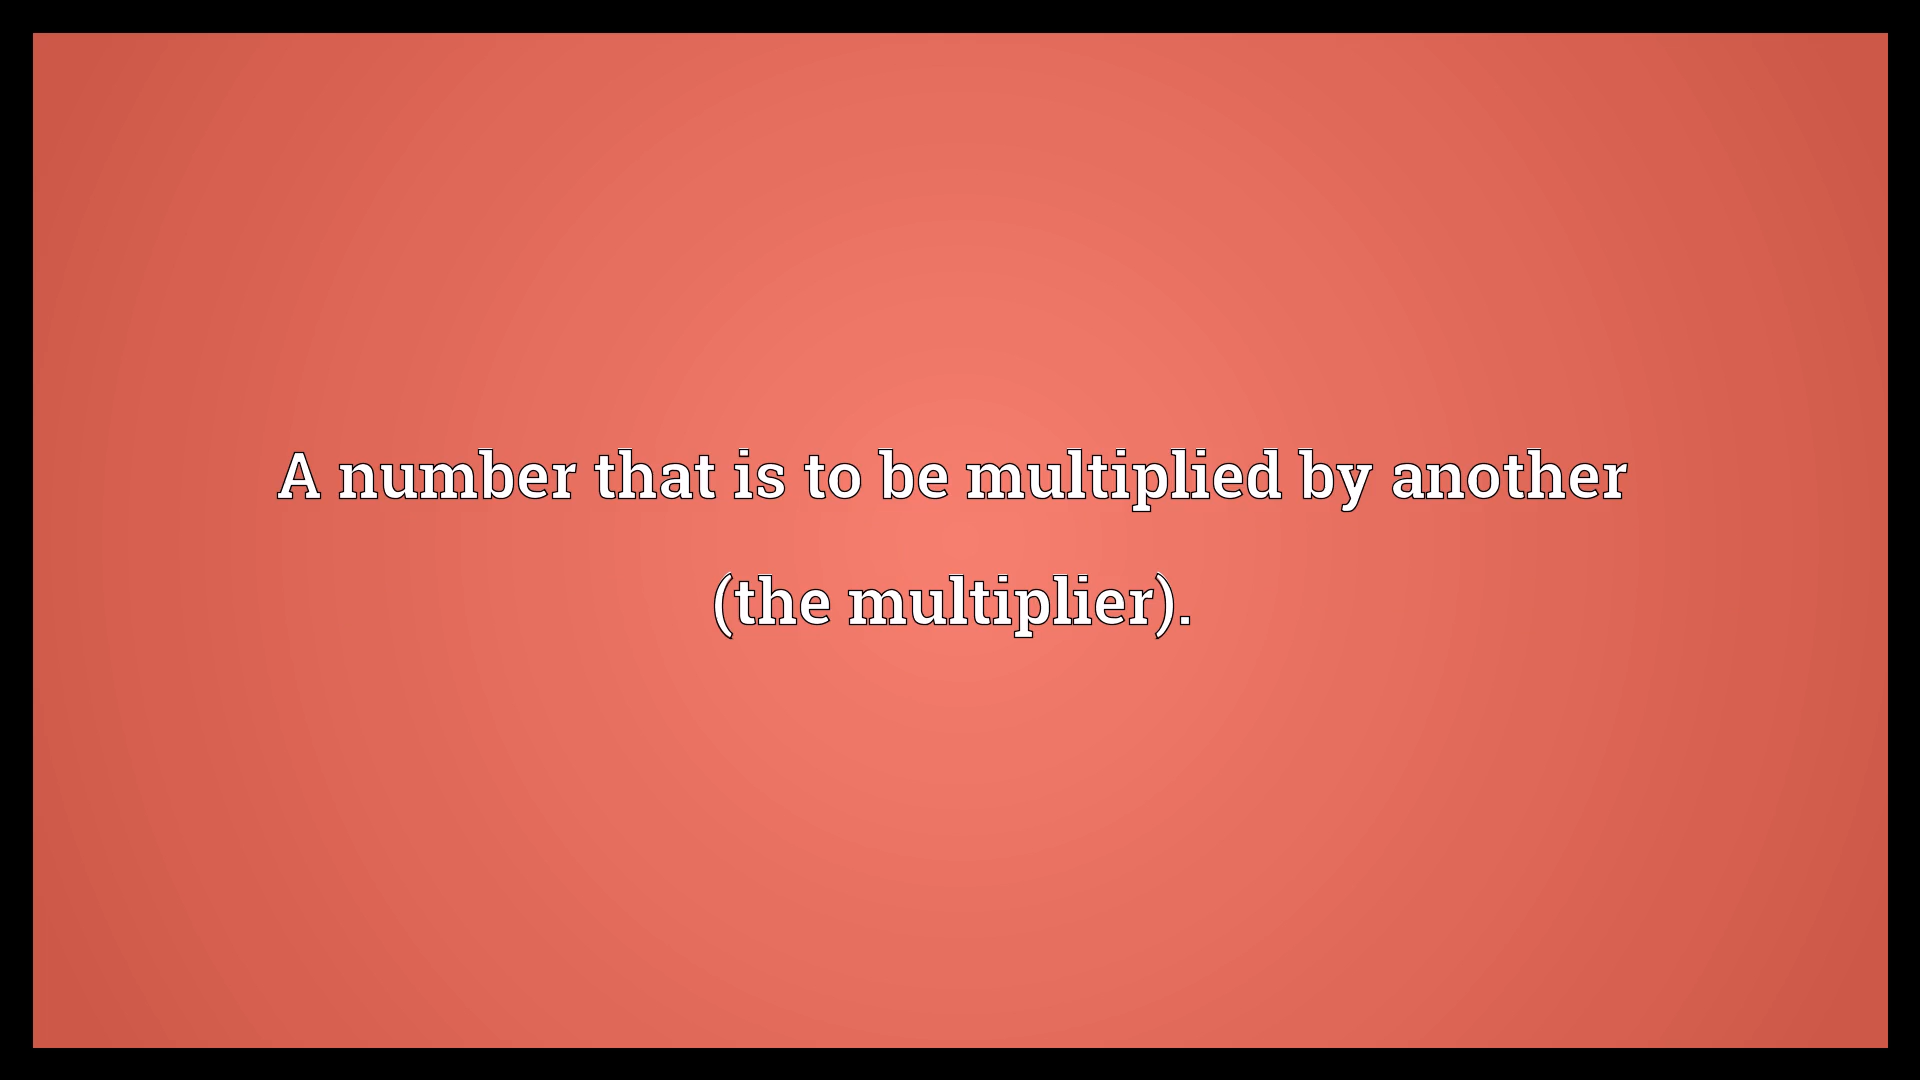 A number that is to be multiplied by another
(the multiplier).